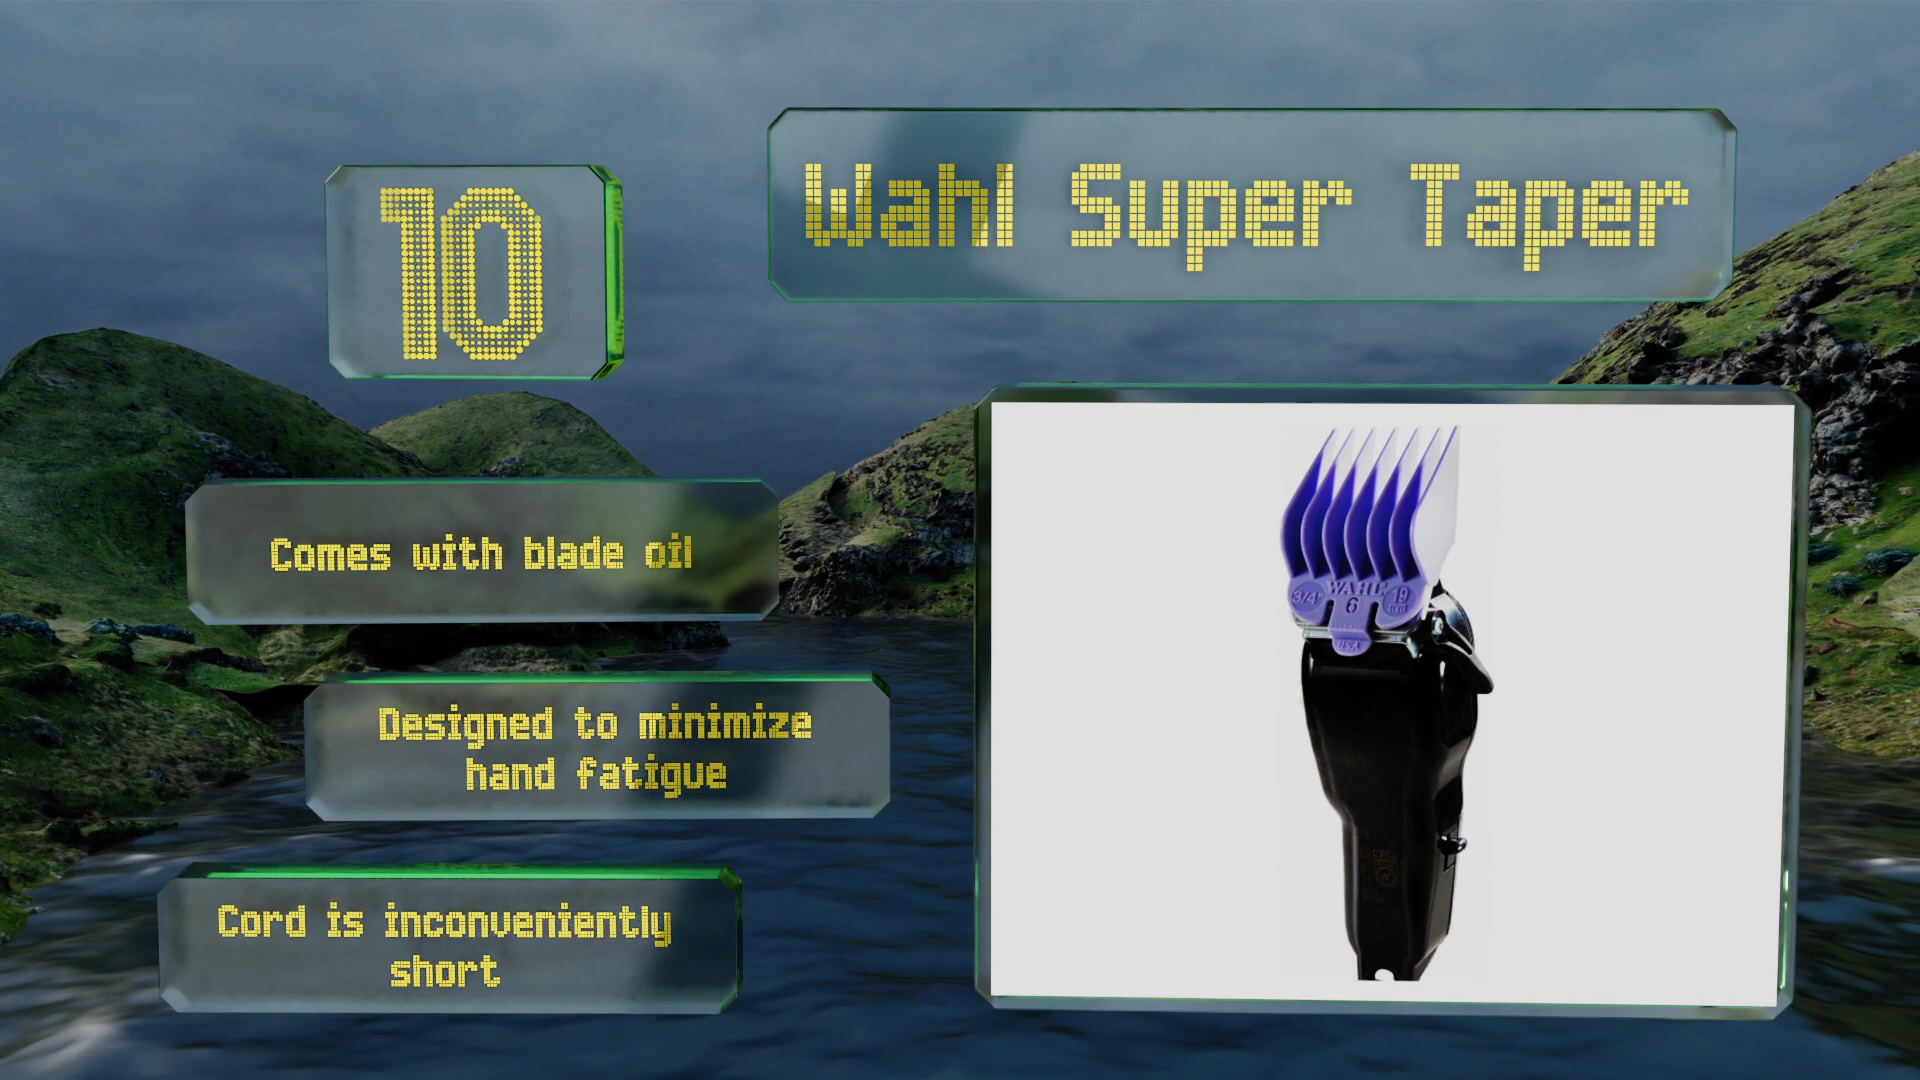 10
Wahl Super Taper
Comes with blade oil
Designed to minimize
hand fatigue
Cord is inconveniently
short
3/4"
WAHL
6
19
mm
USA